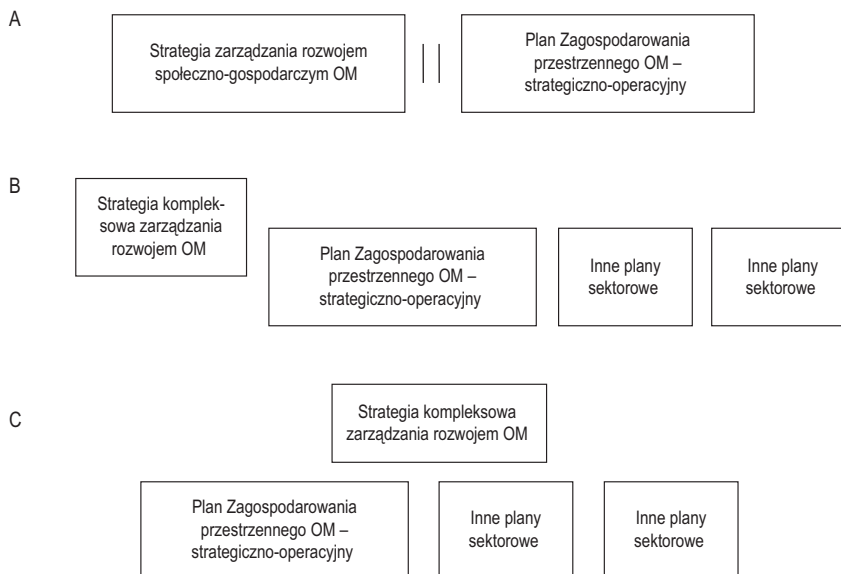 A
Strategia zarządzania rozwojem
społeczno-gospodarczym OM
Plan Zagospodarowania
przestrzennego OM –
strategiczno-operacyjny
B
Strategia komplek-
sowa zarządzania
rozwojem OM
Plan Zagospodarowania
przestrzennego OM –
strategiczno-operacyjny
Inne plany
sektorowe
Inne plany
sektorowe
C
Strategia kompleksowa
zarządzania rozwojem OM
Plan Zagospodarowania
przestrzennego OM –
strategiczno-operacyjny
Inne plany
sektorowe
Inne plany
sektorowe